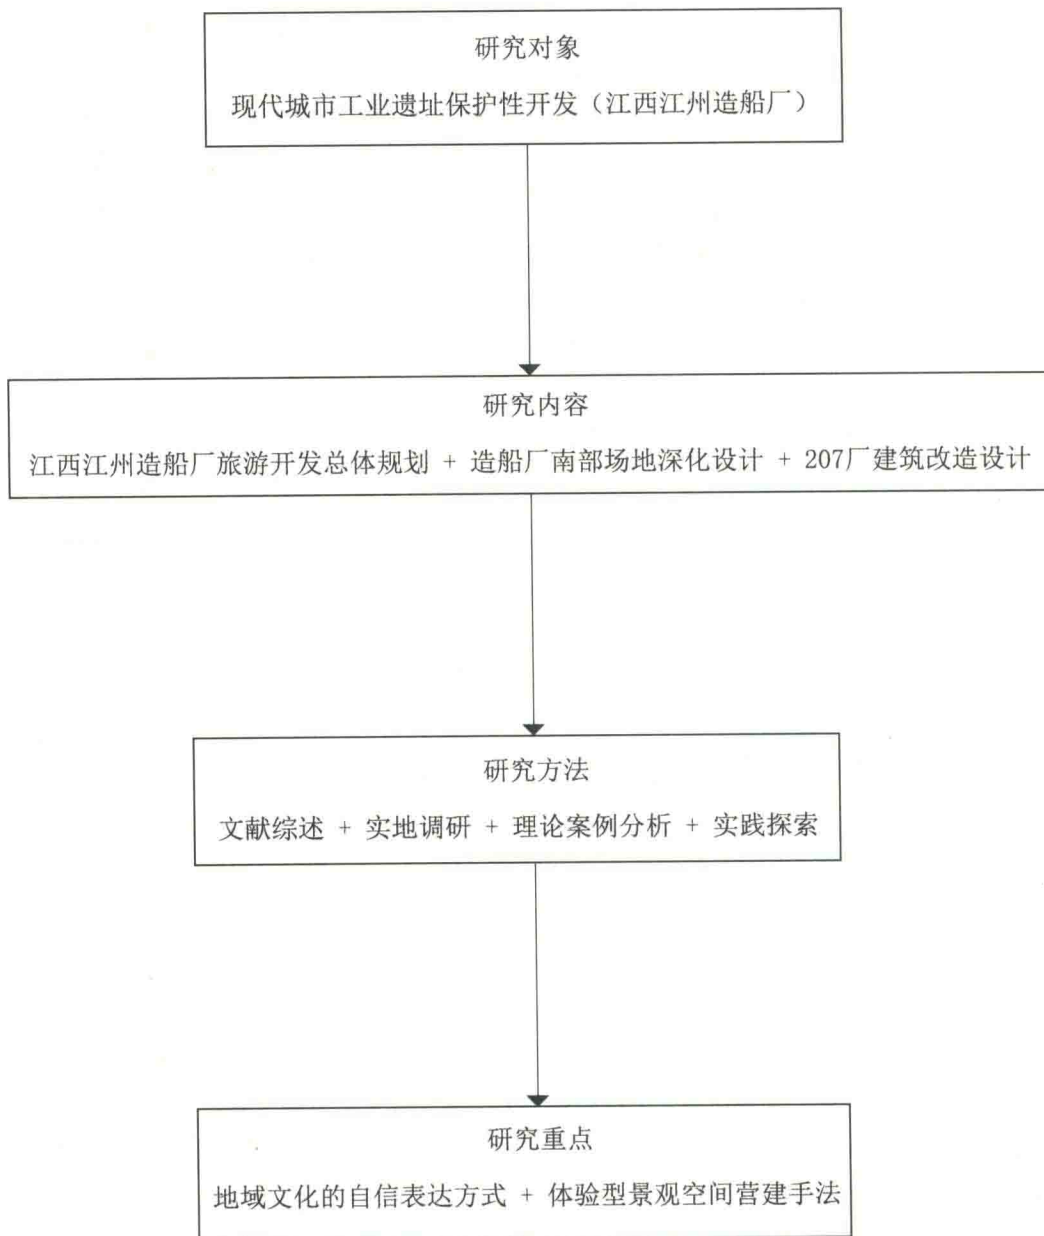 研究对象
现代城市工业遗址保护性开发（江西江州造船厂）
研究内容
江西江州造船厂旅游开发总体规划 + 造船厂南部场地深化设计 + 207厂建筑改造设计
研究方法
文献综述 + 实地调研 + 理论案例分析 + 实践探索
研究重点
地域文化的自信表达方式 + 体验型景观空间营建手法